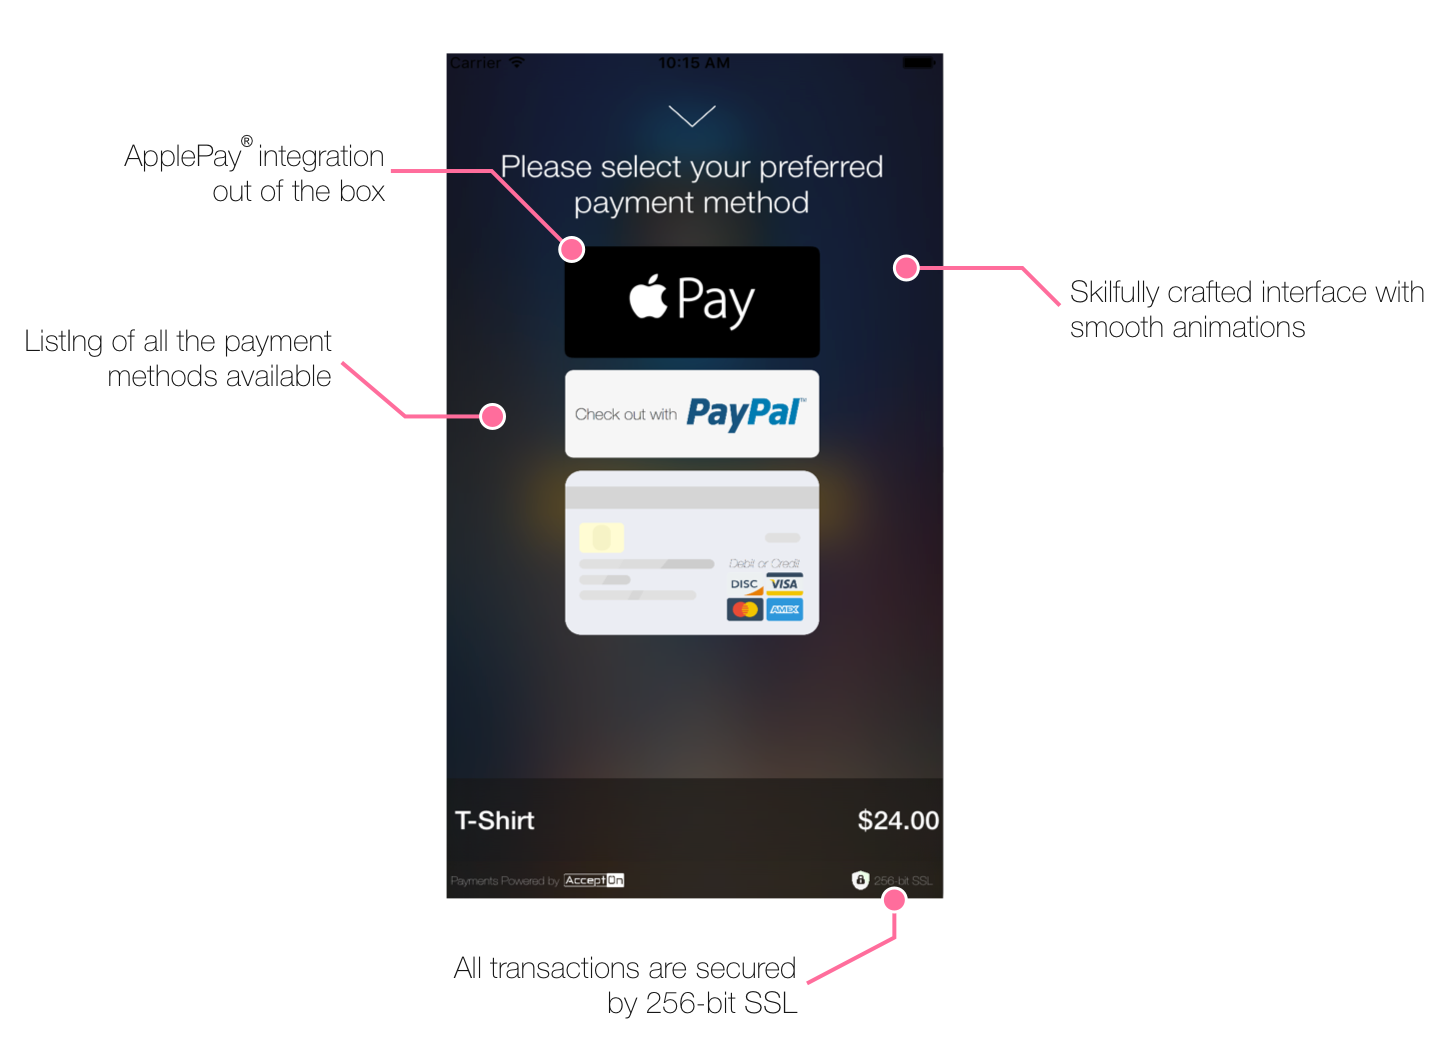 Carrier 10:15 AM
Please select your preferred
payment method
ApplePay® integration
out of the box
Pay
Skilfully crafted interface with
smooth animations
ListIng of all the payment
methods available
Check out with PayPal™
Debit or Credit
DISC VISA
AMEX
T-Shirt $24.00
Payments Powered by AcceptOn 256-bit SSL
All transactions are secured
by 256-bit SSL